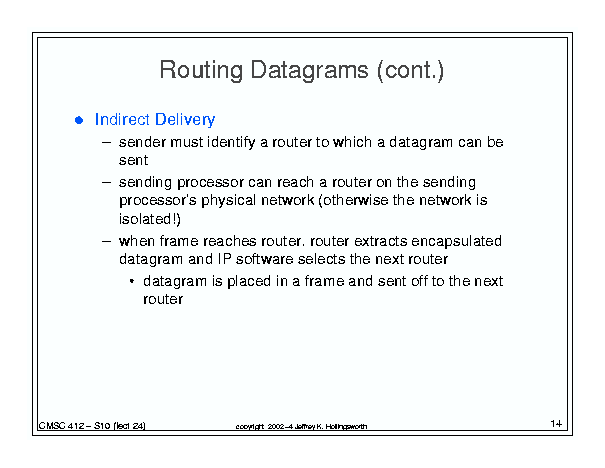 Routing Datagrams (cont.)
● Indirect Delivery
– sender must identify a router to which a datagram can be
sent
– sending processor can reach a router on the sending
processor's physical network (otherwise the network is
isolated!)
– when frame reaches router. router extracts encapsulated
datagram and IP software selects the next router
• datagram is placed in a frame and sent off to the next
router
CMSC 412 – S10 (lect 24)
copyright 2002-4 Jeffrey K. Hollingsworth
14